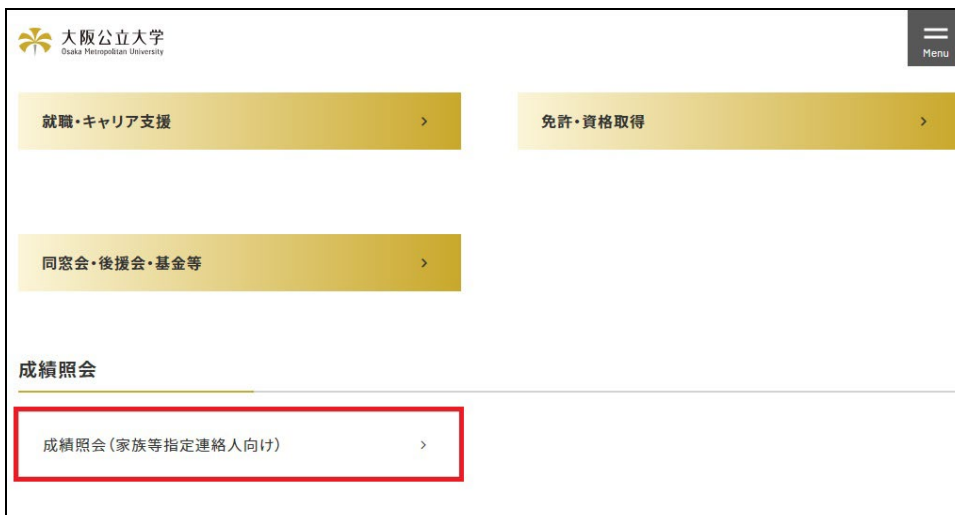 大阪公立大学
Osaka Metropolitan University
Menu
就職・キャリア支援
免許・資格取得
同窓会・後援会・基金等
成績照会
成績照会(家族等指定連絡人向け)